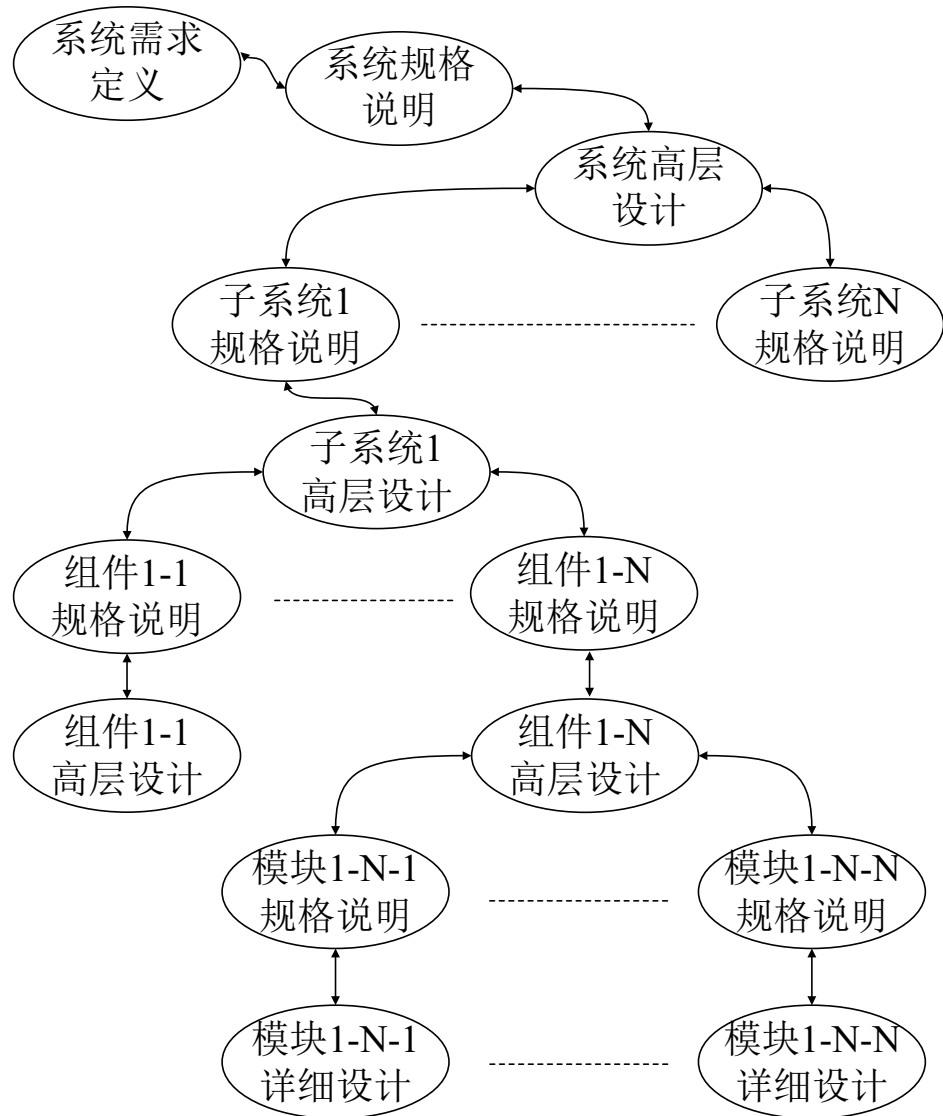 系统需求
定义
系统规格
说明
系统高层
设计
子系统1
规格说明
子系统N
规格说明
子系统1
高层设计
组件1-1
规格说明
组件1-N
规格说明
组件1-1
高层设计
组件1-N
高层设计
模块1-N-1
规格说明
模块1-N-N
规格说明
模块1-N-1
详细设计
模块1-N-N
详细设计